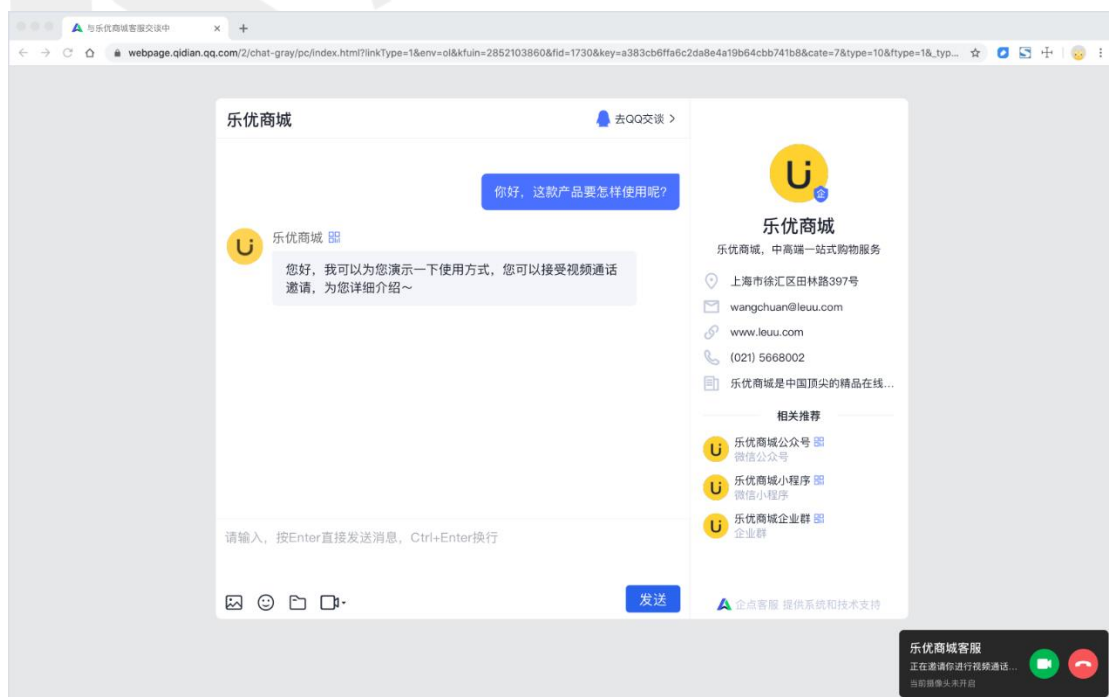 与乐优商城客服交谈中
webpage.qidian.qq.com/2/chat-gray/pc/index.html?linkType=1&env=ol&kfuin=2852103860&fid=1730&key=a383cb6ffa6c2da8e4a19b64cbb741b8&cate=7&type=10&ftype=1&_typ...
乐优商城
去QQ交谈 >
你好，这款产品要怎样使用呢?
乐优商城
您好，我可以为您演示一下使用方式，您可以接受视频通话
邀请，为您详细介绍～
请输入，按Enter直接发送消息，Ctrl+Enter换行
发送
Ui
企
乐优商城
乐优商城，中高端一站式购物服务
上海市徐汇区田林路397号
wangchuan@leuu.com
www.leuu.com
(021) 5668002
乐优商城是中国顶尖的精品在线...
相关推荐
乐优商城公众号
微信公众号
乐优商城小程序
微信小程序
乐优商城企业群
企业群
企点客服 提供系统和技术支持
乐优商城客服
正在邀请你进行视频通话...
当前摄像头未开启